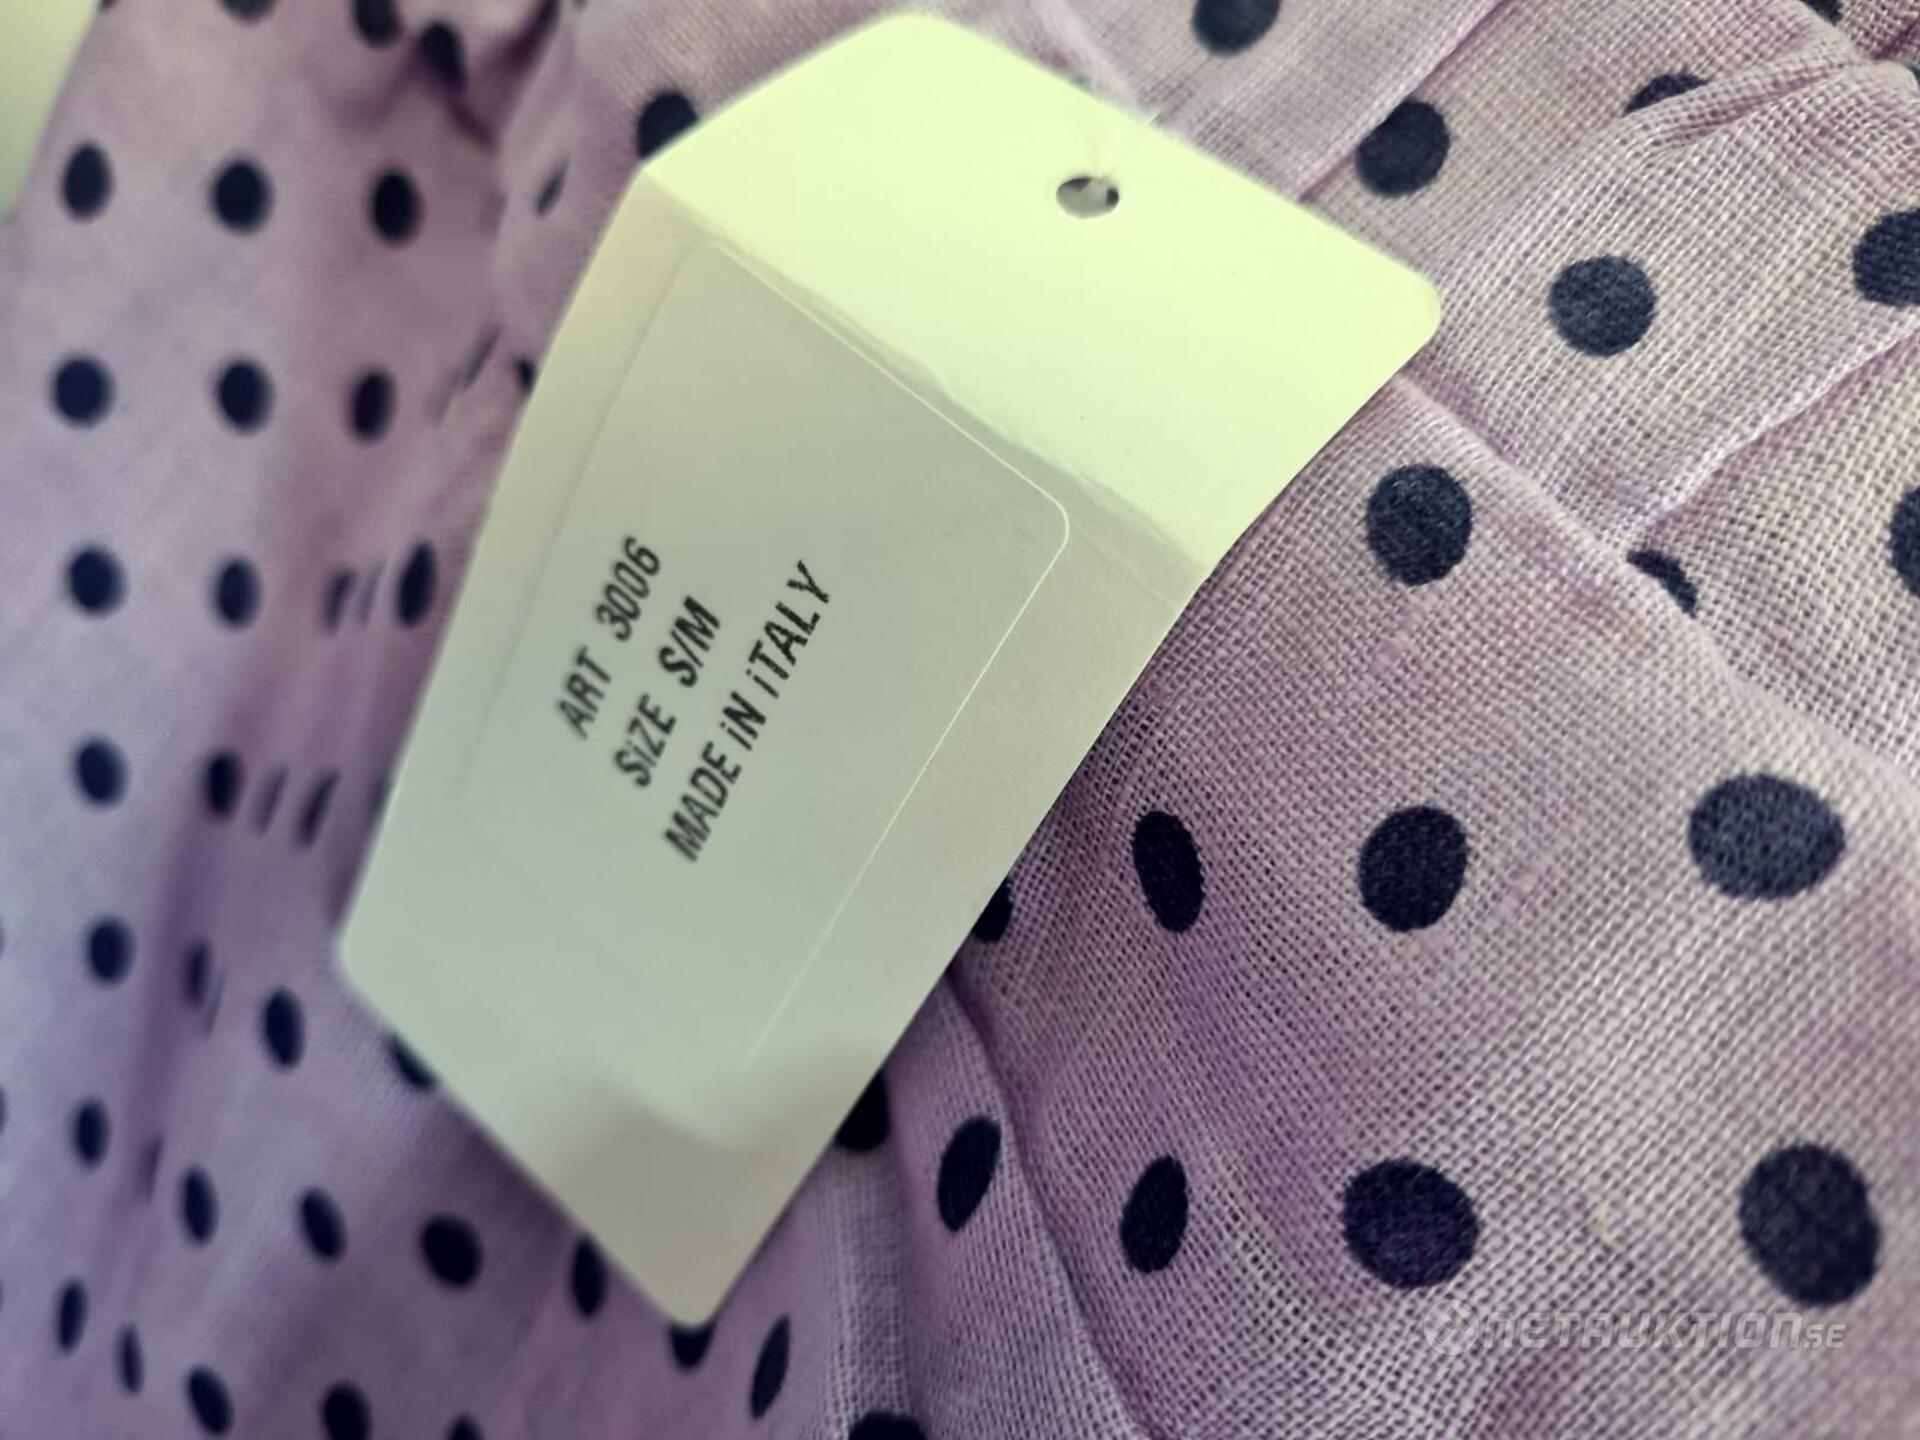 ART 3006
SiZE S/M
MADE iN iTALY
NETAUKTION.SE